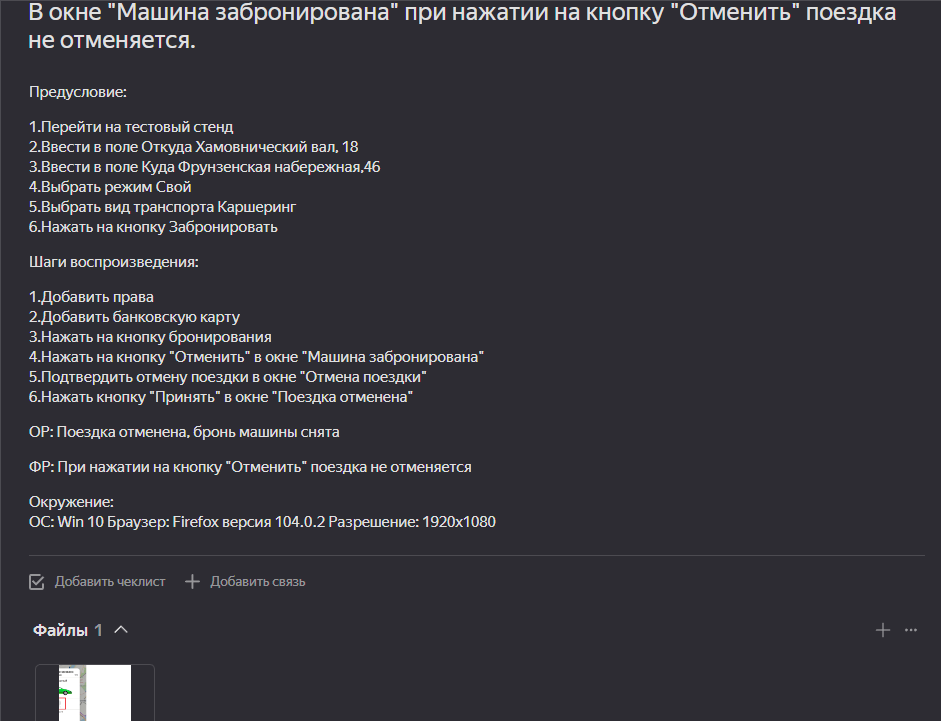 В окне "Машина забронирована" при нажатии на кнопку "Отменить" поездка
не отменяется.
Предусловие:
1.Перейти на тестовый стенд
2.Ввести в поле Откуда Хамовнический вал, 18
3.Ввести в поле Куда Фрунзенская набережная,46
4.Выбрать режим Свой
5.Выбрать вид транспорта Каршеринг
6.Нажать на кнопку Забронировать
Шаги воспроизведения:
1.Добавить права
2.Добавить банковскую карту
3.Нажать на кнопку бронирования
4.Нажать на кнопку "Отменить" в окне "Машина забронирована"
5.Подтвердить отмену поездки в окне "Отмена поездки"
6.Нажать кнопку "Принять" в окне "Поездка отменена"
ОР: Поездка отменена, бронь машины снята
ФР: При нажатии на кнопку "Отменить" поездка не отменяется
Окружение:
ОС: Win 10 Браузер: Firefox версия 104.0.2 Разрешение: 1920x1080
Добавить чеклист Добавить связь
Файлы 1